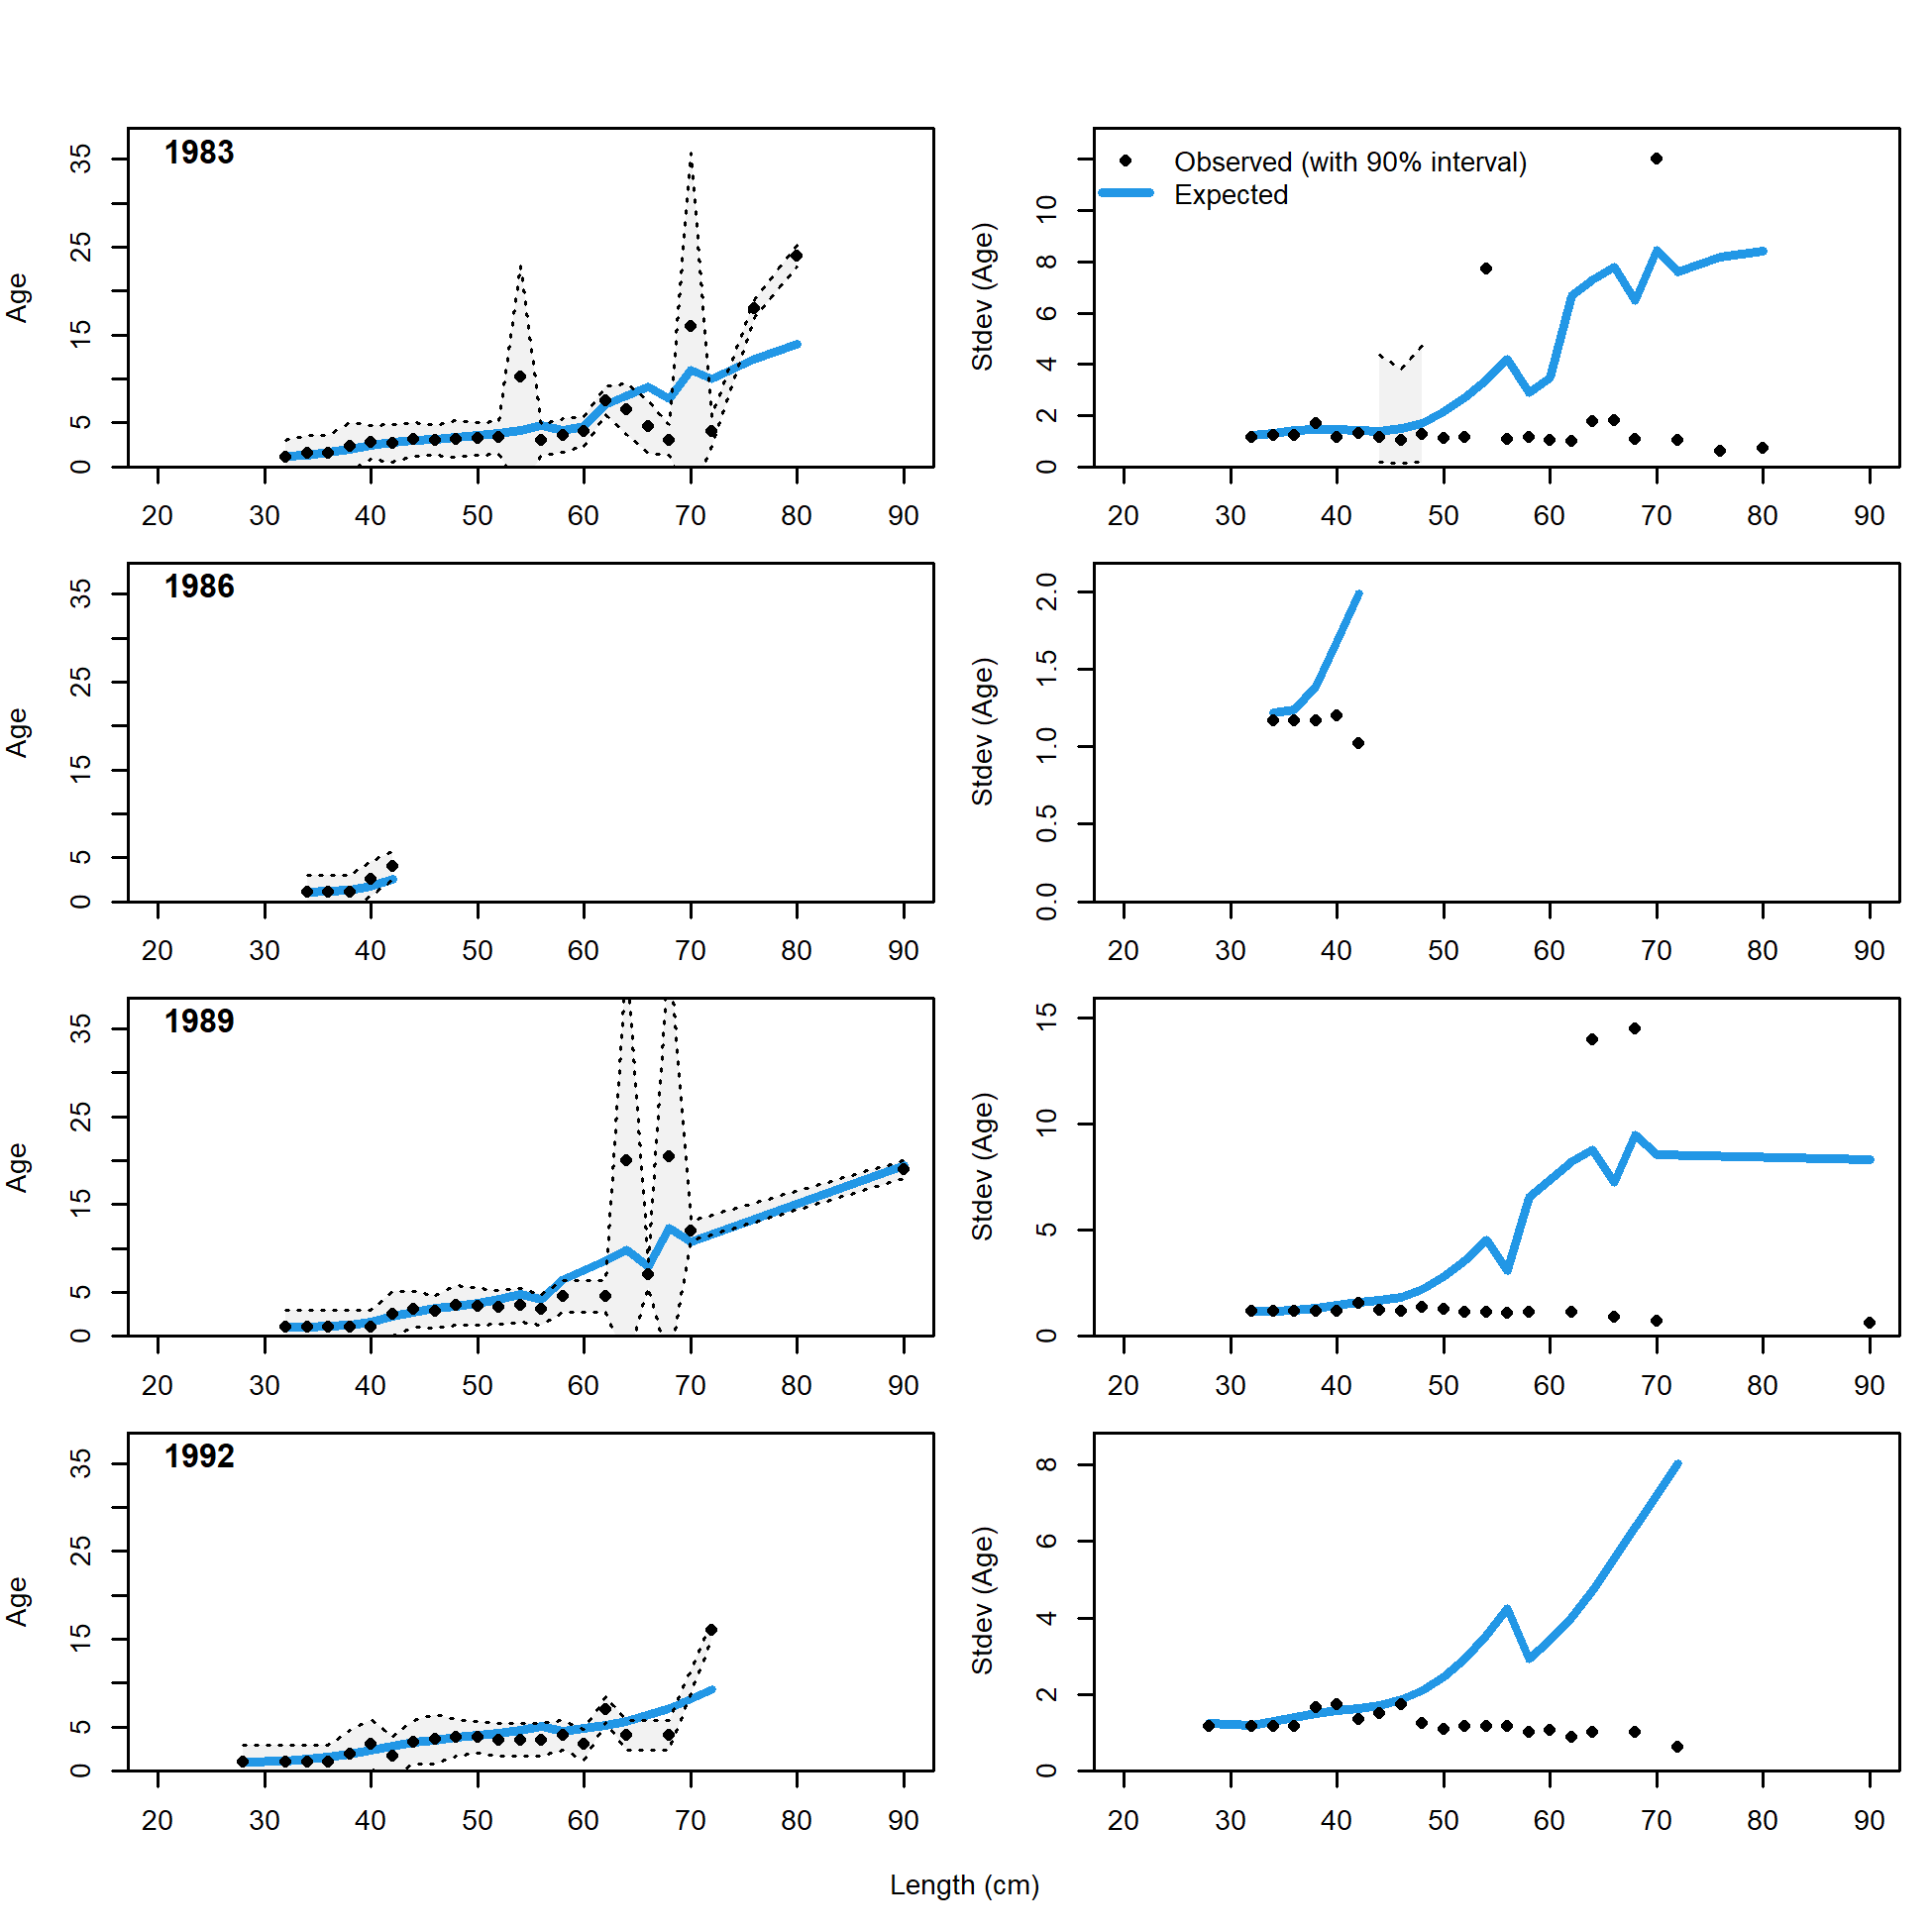 1983
Age
0 5 15 25 35
20 30 40 50 60 70 80 90
Observed (with 90% interval)
Expected
Stdev (Age)
0 2 4 6 8 10
20 30 40 50 60 70 80 90
1986
Age
0 5 15 25 35
20 30 40 50 60 70 80 90
Stdev (Age)
0.0 0.5 1.0 1.5 2.0
20 30 40 50 60 70 80 90
1989
Age
0 5 15 25 35
20 30 40 50 60 70 80 90
Stdev (Age)
0 5 10 15
20 30 40 50 60 70 80 90
1992
Age
0 5 15 25 35
20 30 40 50 60 70 80 90
Stdev (Age)
0 2 4 6 8
20 30 40 50 60 70 80 90
Length (cm)